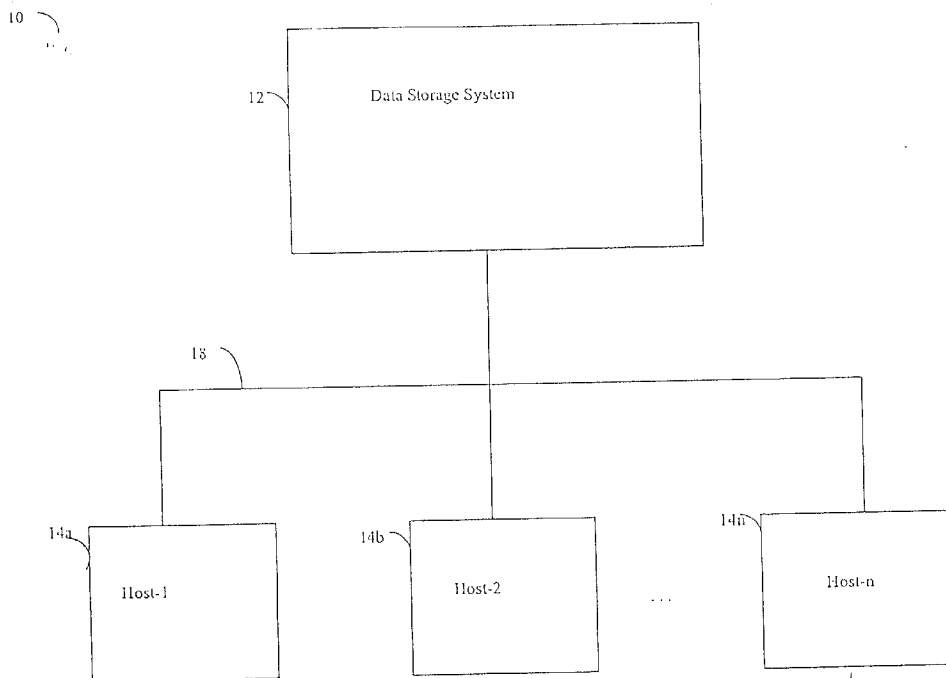 10
12
Data Storage System
18
14a
14b
14n
Host-1
Host-2
...
Host-n